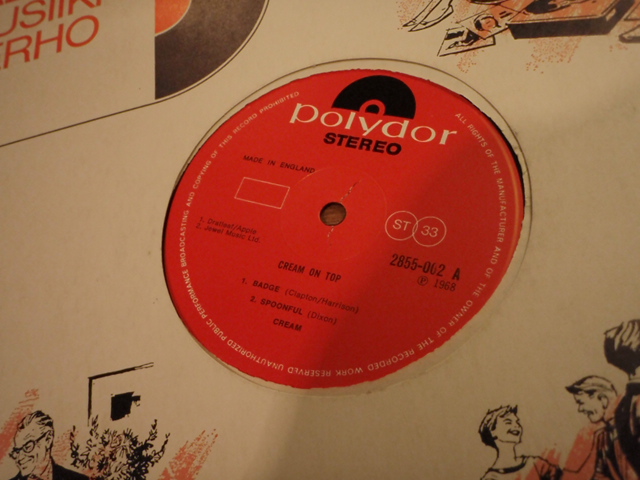 USIIKI
ERHO
polydor
STEREO
MADE IN ENGLAND
1. Dratleaf/Apple
2. Jewel Music Ltd.
ST 33
2855-002 A
℗ 1968
CREAM ON TOP
1. BADGE (Clapton/Harrison)
2. SPOONFUL (Dixon)
CREAM
ALL RIGHTS OF THE MANUFACTURER AND OF THE OWNER OF THE RECORDED WORK RESERVED UNAUTHORIZED PUBLIC PERFORMANCE BROADCASTING AND COPYING OF THIS RECORD PROHIBITED